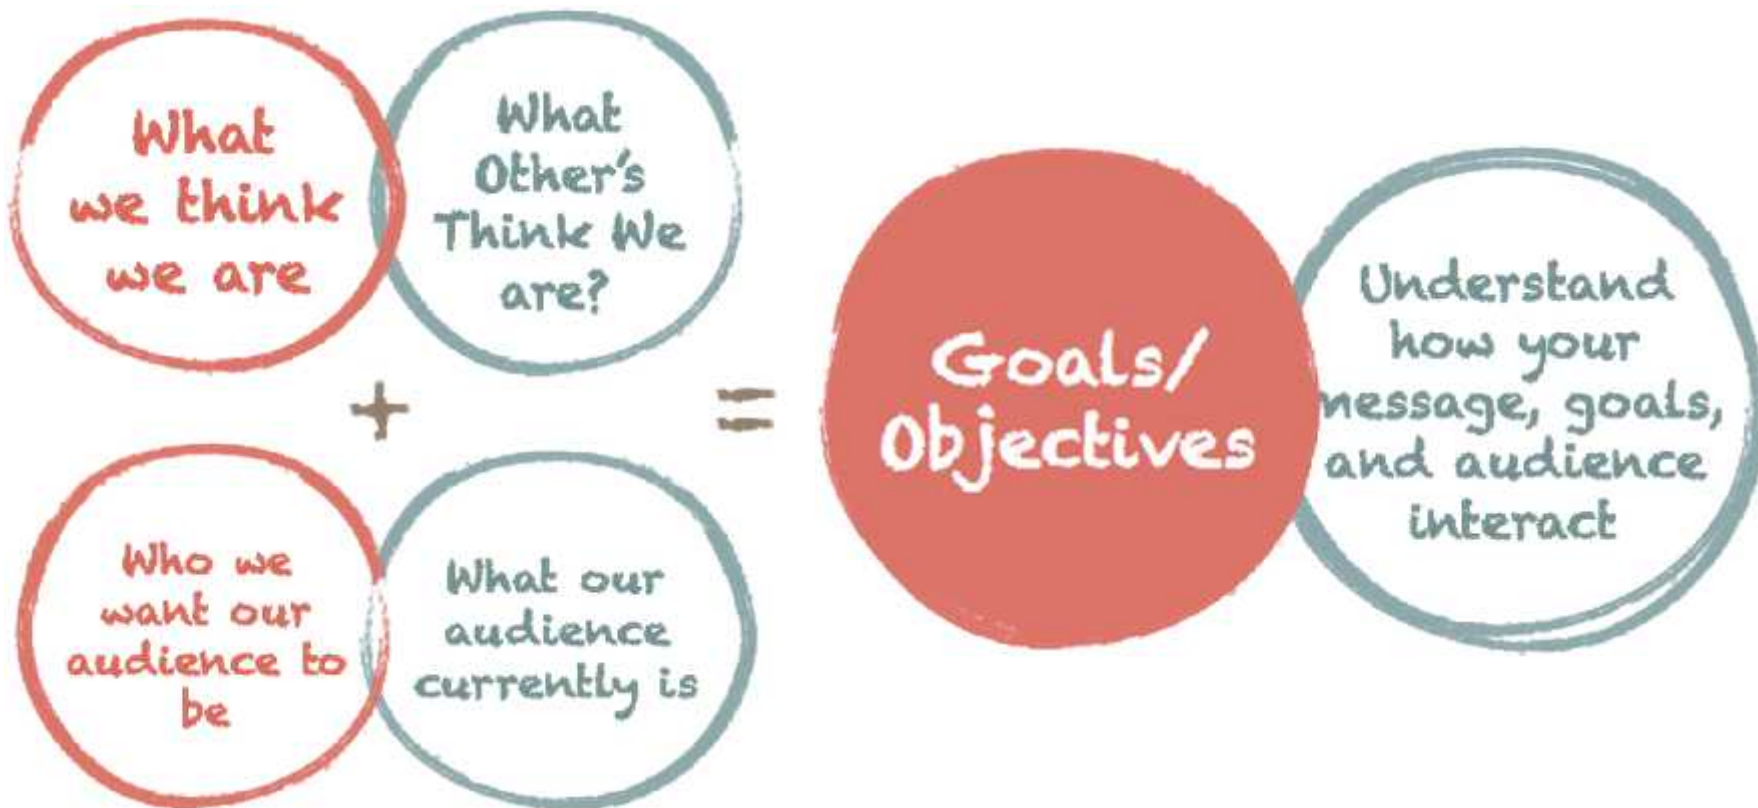 What
we think
we are
What
Other's
Think We
are?
+
=
Who we
want our
audience to
be
What our
audience
currently is
Goals/
Objectives
Understand
how your
message, goals,
and audience
interact